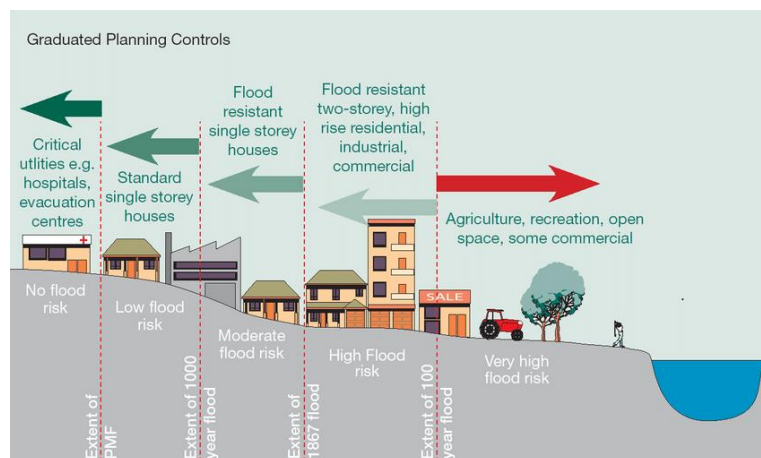 Graduated Planning Controls
Critical
utlities e.g.
hospitals,
evacuation
centres
Standard
single storey
houses
Flood
resistant
single storey
houses
Flood resistant
two-storey, high
rise residential,
industrial,
commercial
Agriculture, recreation, open
space, some commercial
SALE
No flood
risk
Low flood
risk
Moderate
flood risk
High Flood
risk
Very high
flood risk
Extent of
PMF
Extent of 1000
year flood
Extent of
1867 flood
Extent of 100
year flood